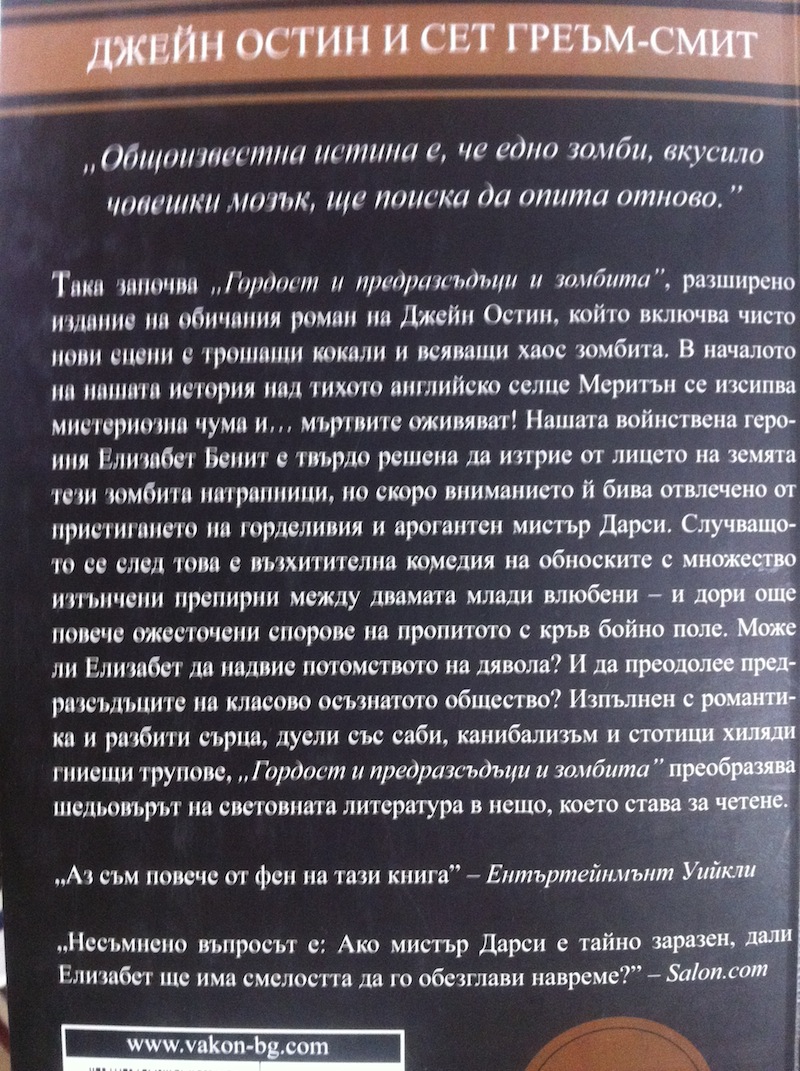 ДЖЕЙН ОСТИН И СЕТ ГРЕЪМ-СМИТ
„Общоизвестна истина е, че едно зомби, вкусило
човешки мозък, ще поиска да опита отново.”
Така започва „Гордост и предразсъдъци и зомбита”, разширено
издание на обичания роман на Джейн Остин, който включва чисто
нови сцени с трошащи кокали и всяващи хаос зомбита. В началото
на нашата история над тихото английско селце Меритън се изсипва
мистериозна чума и… мъртвите оживяват! Нашата войнствена геро-
иня Елизабет Бенит е твърдо решена да изтрие от лицето на земята
тези зомбита натрапници, но скоро вниманието й бива отвлечено от
пристигането на горделивия и арогантен мистър Дарси. Случващо-
то се след това е възхитителна комедия на обноските с множество
изтънчени препирни между двамата млади влюбени – и дори още
повече ожесточени спорове на пропитото с кръв бойно поле. Може
ли Елизабет да надвие потомството на дявола? И да преодолее пред-
разсъдъците на класово осъзнатото общество? Изпълнен с романти-
ка и разбити сърца, дуели със саби, канибализъм и стотици хиляди
гниещи трупове, „Гордост и предразсъдъци и зомбита” преобразява
шедьовърът на световната литература в нещо, което става за четене.
„Аз съм повече от фен на тази книга” – Ентъртейнмънт Уийкли
„Несъмнено въпросът е: Ако мистър Дарси е тайно заразен, дали
Елизабет ще има смелостта да го обезглави навреме?” – Salon.com
www.vakon-bg.com